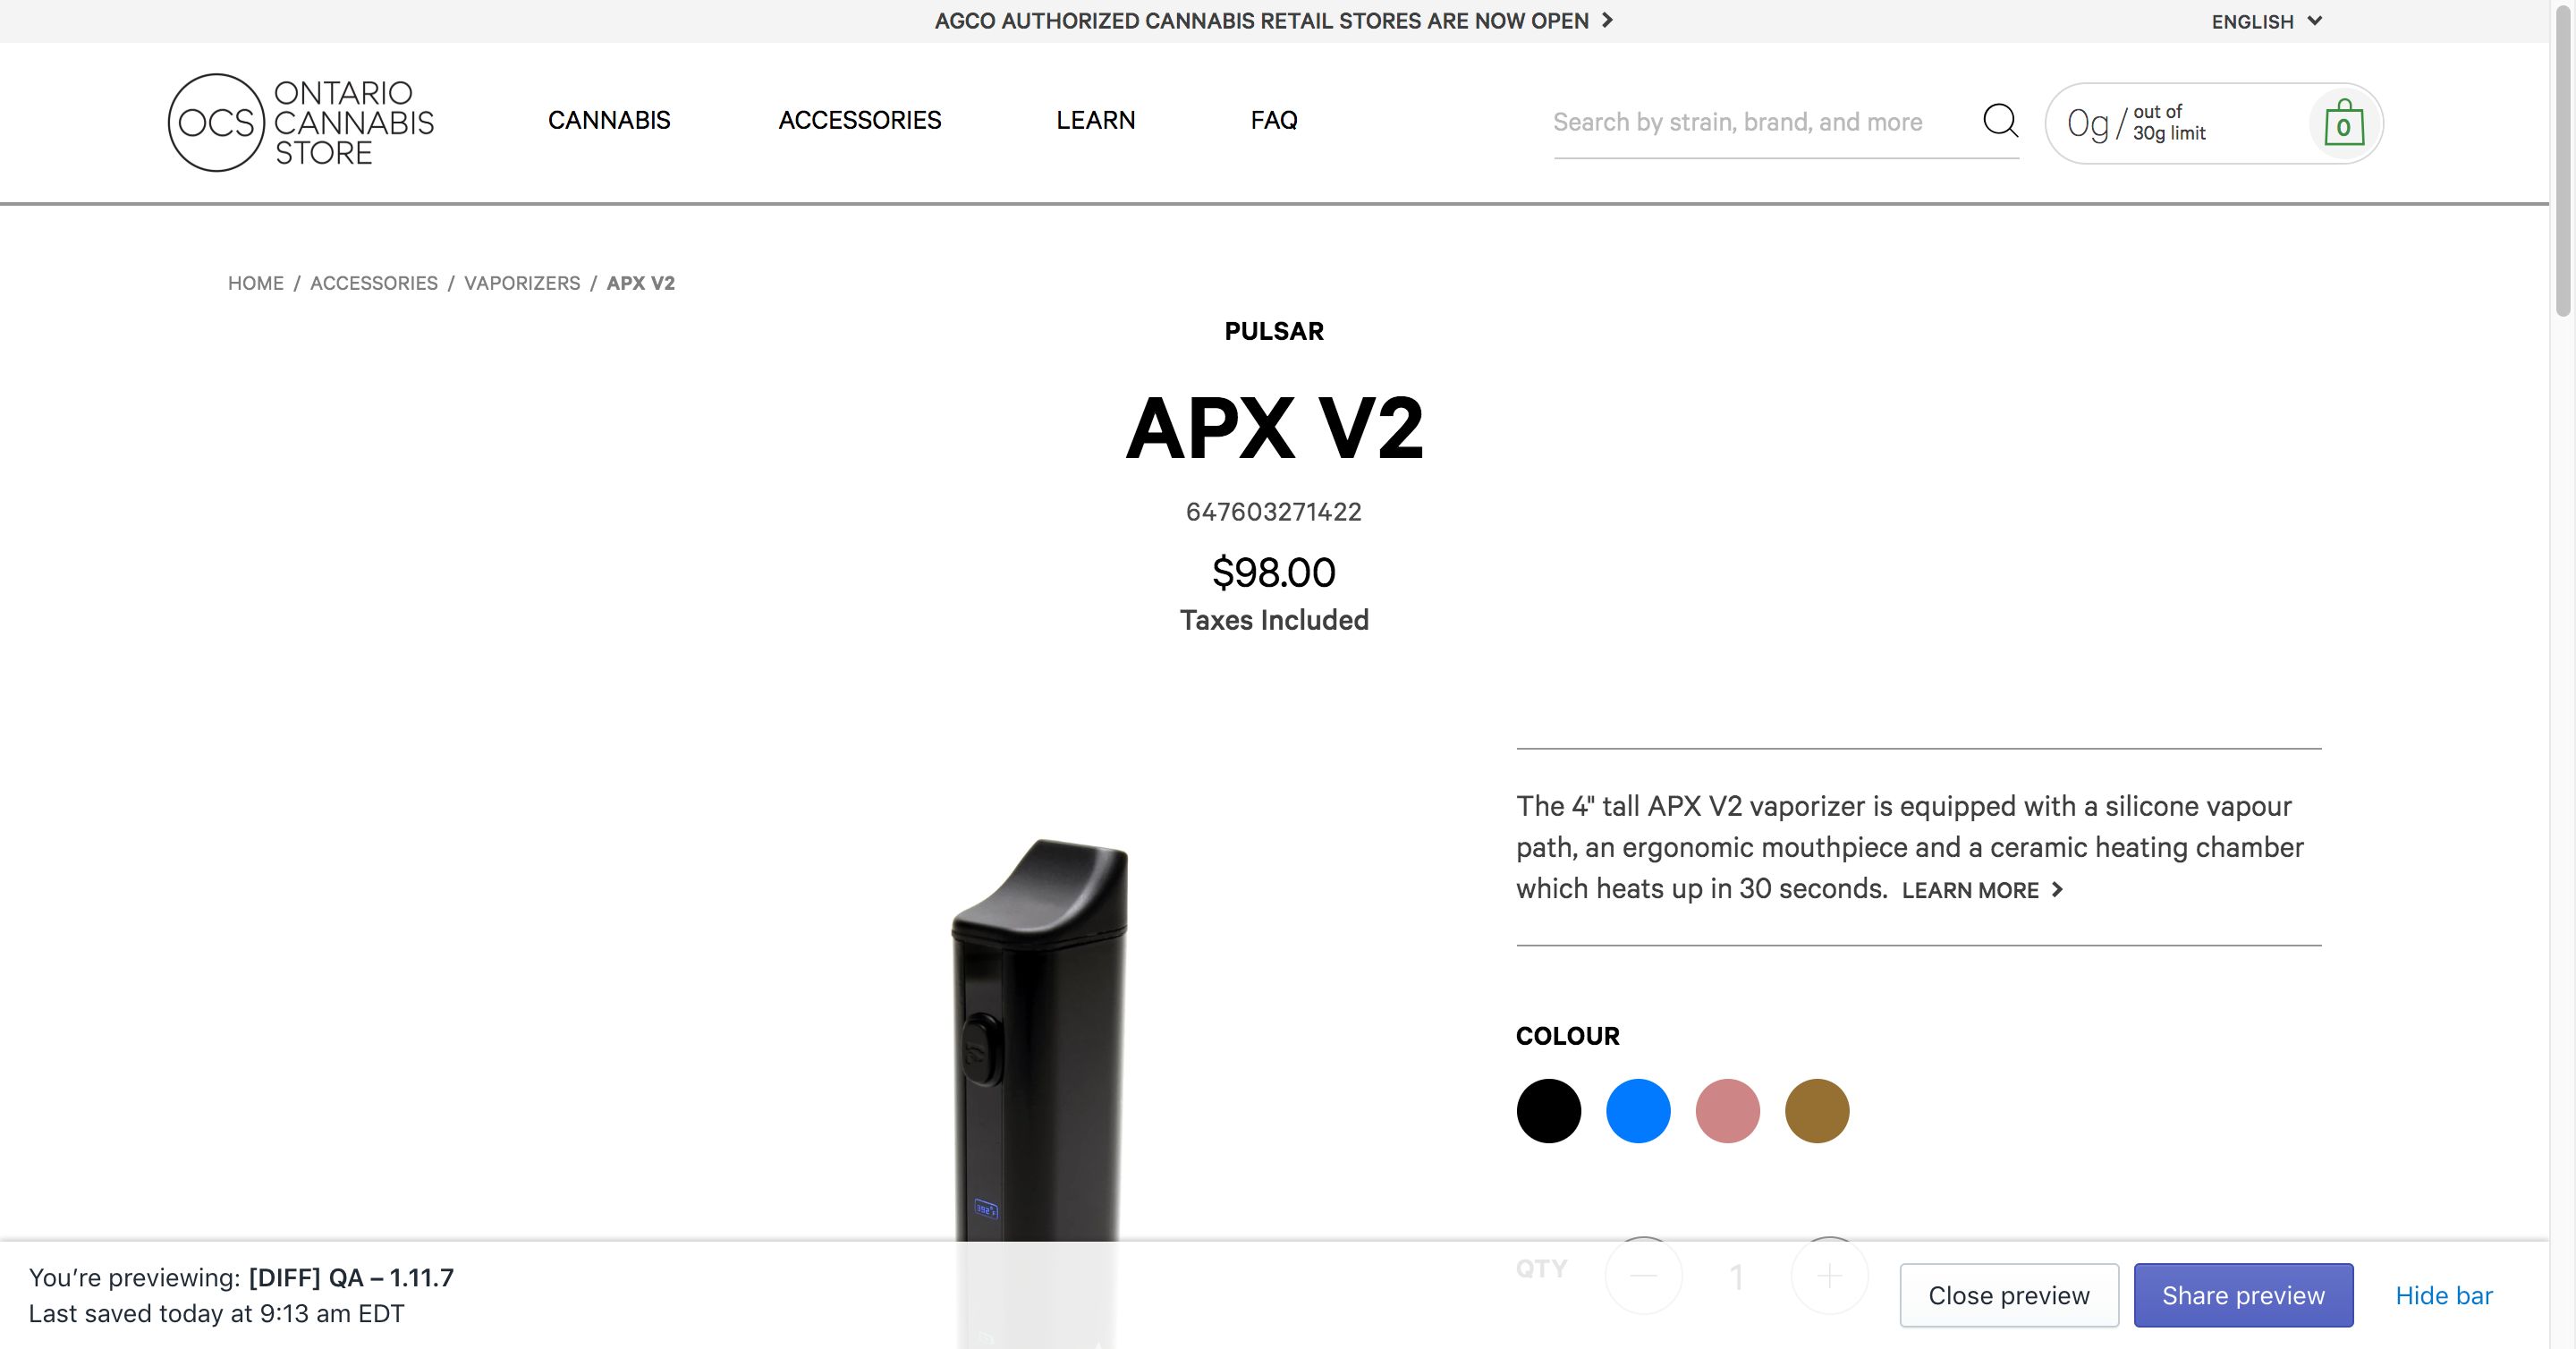 AGCO AUTHORIZED CANNABIS RETAIL STORES ARE NOW OPEN
ENGLISH
OCS
ONTARIO
CANNABIS
STORE
CANNABIS
ACCESSORIES
LEARN
FAQ
Search by strain, brand, and more
0g / out of
30g limit
0
HOME / ACCESSORIES / VAPORIZERS / APX V2
PULSAR
APX V2
647603271422
$98.00
Taxes Included
The 4" tall APX V2 vaporizer is equipped with a silicone vapour
path, an ergonomic mouthpiece and a ceramic heating chamber
which heats up in 30 seconds. LEARN MORE
COLOUR
QTY
1
You’re previewing: [DIFF] QA – 1.11.7
Last saved today at 9:13 am EDT
Close preview
Share preview
Hide bar